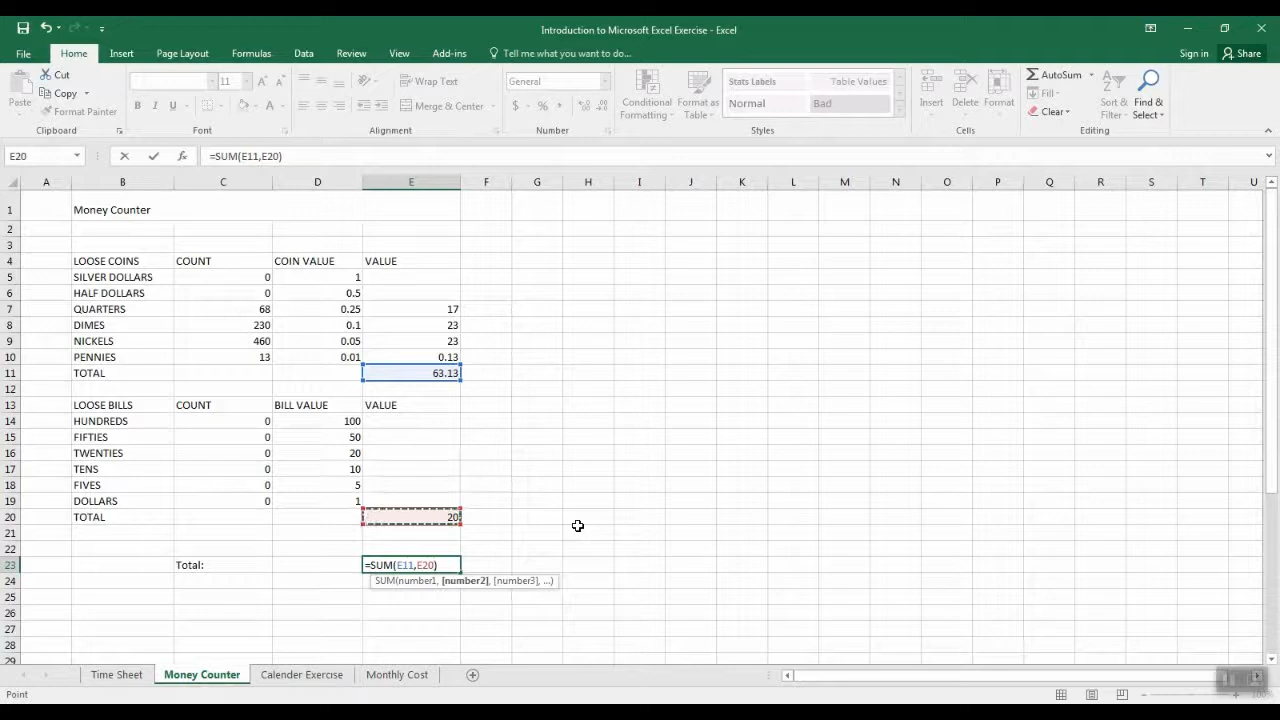 Introduction to Microsoft Excel Exercise - Excel
File Home Insert Page Layout Formulas Data Review View Add-ins Tell me what you want to do... Sign in Share
Paste Cut Copy Format Painter
11
Wrap Text
Merge & Center
General
$ % ,
Conditional Formatting Format as Table
Stats Labels Table Values
Normal Bad
Insert Delete Format
AutoSum Fill Clear
Sort & Filter Find & Select
Clipboard Font Alignment Number Styles Cells Editing
E20 fx =SUM(E11,E20)
A B C D E F G H I J K L M N O P Q R S T U
1 Money Counter
2
3
4 LOOSE COINS COUNT COIN VALUE VALUE
5 SILVER DOLLARS 0 1
6 HALF DOLLARS 0 0.5
7 QUARTERS 68 0.25 17
8 DIMES 230 0.1 23
9 NICKELS 460 0.05 23
10 PENNIES 13 0.01 0.13
11 TOTAL 63.13
12
13 LOOSE BILLS COUNT BILL VALUE VALUE
14 HUNDREDS 0 100
15 FIFTIES 0 50
16 TWENTIES 0 20
17 TENS 0 10
18 FIVES 0 5
19 DOLLARS 0 1
20 TOTAL 20
21
22
23 Total: =SUM(E11,E20)
24 SUM(number1, [number2], [number3], ...)
25
26
27
28
29
Time Sheet Money Counter Calender Exercise Monthly Cost
Point 100%